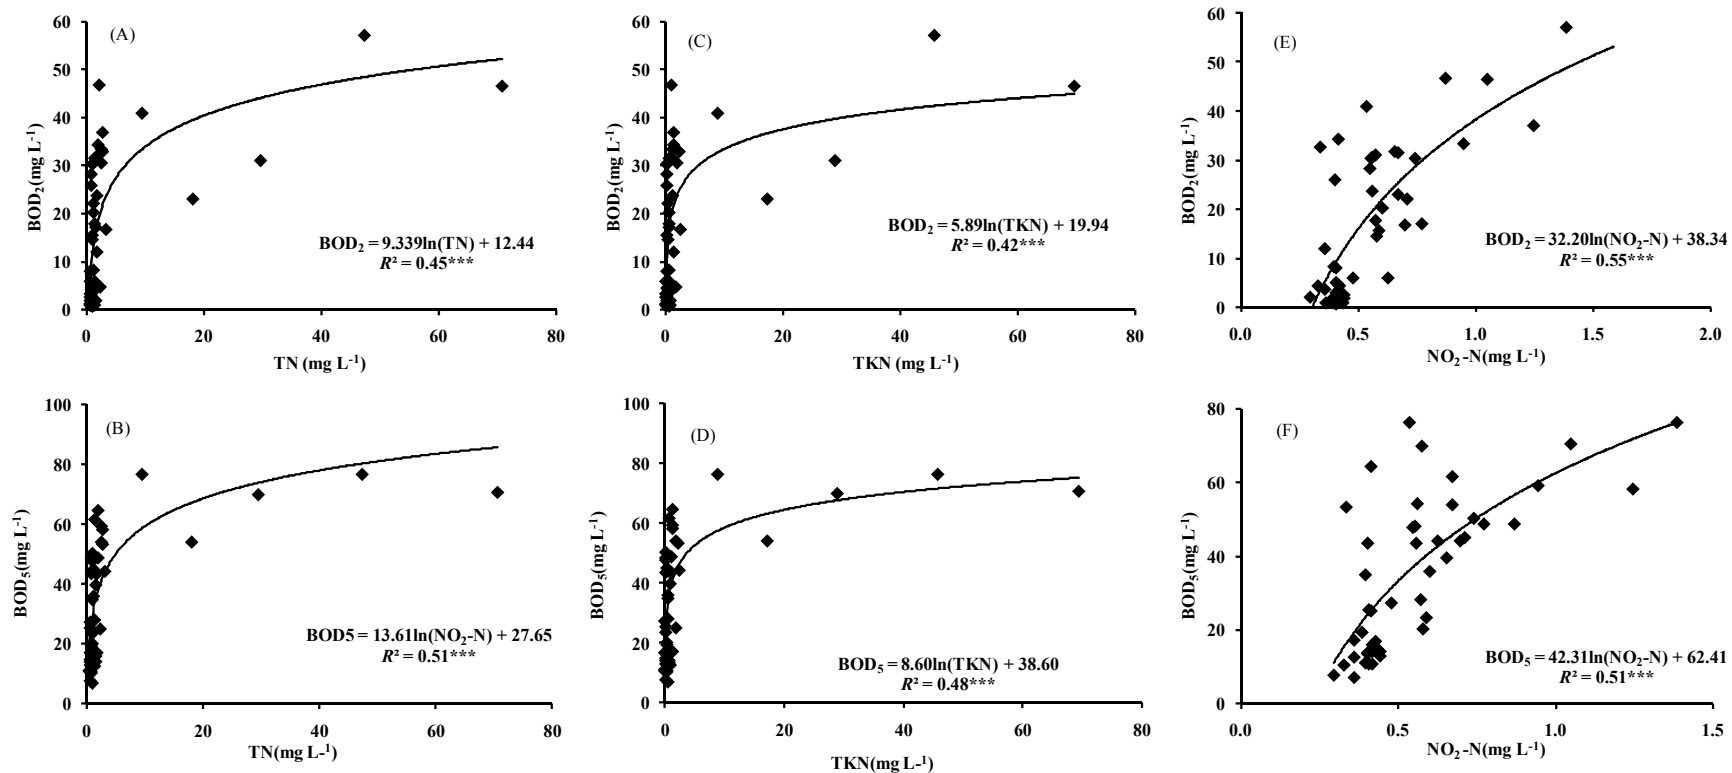 (A)
60
50
40
30
20
10
0
BOD₂(mg L⁻¹)
BOD₂ = 9.339ln(TN) + 12.44
R² = 0.45***
0 20 40 60 80
TN (mg L⁻¹)
(C)
60
50
40
30
20
10
0
BOD₂(mg L⁻¹)
BOD₂ = 5.89ln(TKN) + 19.94
R² = 0.42***
0 20 40 60 80
TKN (mg L⁻¹)
(E)
60
50
40
30
20
10
0
BOD₂(mg L⁻¹)
BOD₂ = 32.20ln(NO₂-N) + 38.34
R² = 0.55***
0.0 0.5 1.0 1.5 2.0
NO₂-N(mg L⁻¹)
(B)
100
80
60
40
20
0
BOD₅(mg L⁻¹)
BOD5 = 13.61ln(NO₂-N) + 27.65
R² = 0.51***
0 20 40 60 80
TN(mg L-¹)
(D)
100
80
60
40
20
0
BOD₅(mg L⁻¹)
BOD₅ = 8.60ln(TKN) + 38.60
R² = 0.48***
0 20 40 60 80
TKN(mg L-¹)
(F)
80
60
40
20
0
BOD₅(mg L⁻¹)
BOD₅ = 42.31ln(NO₂-N) + 62.41
R² = 0.51***
0.0 0.5 1.0 1.5
NO₂-N(mg L⁻¹)